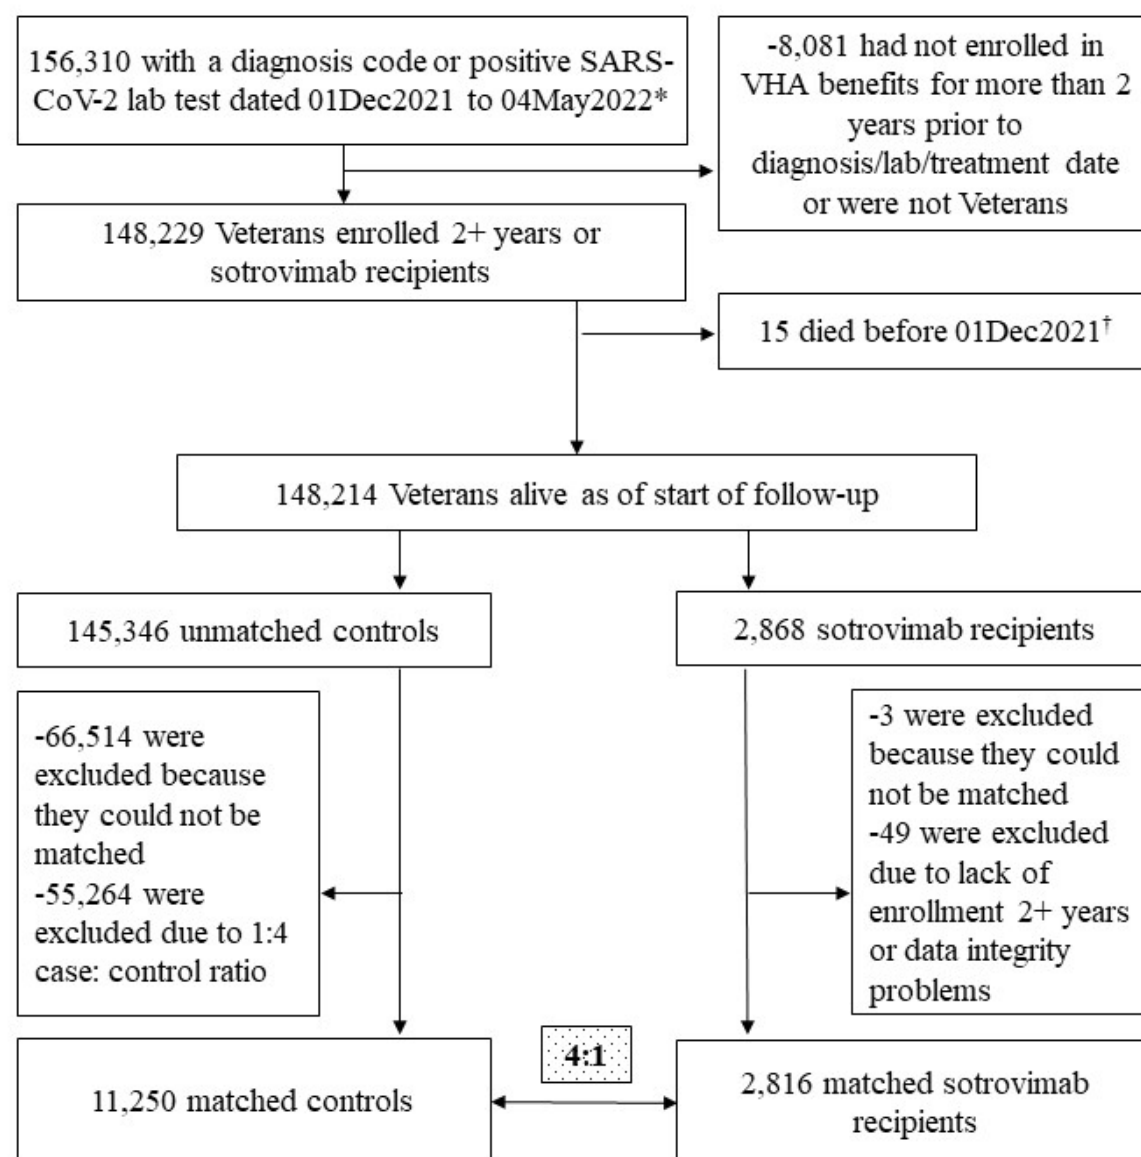 156,310 with a diagnosis code or positive SARS-
CoV-2 lab test dated 01Dec2021 to 04May2022*
-8,081 had not enrolled in
VHA benefits for more than 2
years prior to
diagnosis/lab/treatment date
or were not Veterans
148,229 Veterans enrolled 2+ years or
sotrovimab recipients
15 died before 01Dec2021†
148,214 Veterans alive as of start of follow-up
145,346 unmatched controls
2,868 sotrovimab recipients
-66,514 were
excluded because
they could not be
matched
-55,264 were
excluded due to 1:4
case: control ratio
-3 were excluded
because they could
not be matched
-49 were excluded
due to lack of
enrollment 2+ years
or data integrity
problems
4:1
11,250 matched controls
2,816 matched sotrovimab
recipients